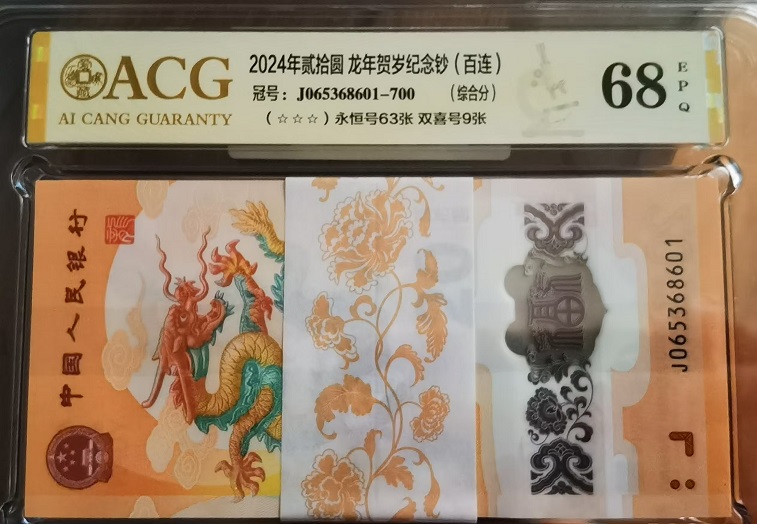 ACG
AI CANG GUARANTY
2024年贰拾圆 龙年贺岁纪念钞（百连）
冠号：J065368601-700 （综合分）
（☆☆☆）永恒号63张 双喜号9张
68
EPQ
中国人民银行
J065368601